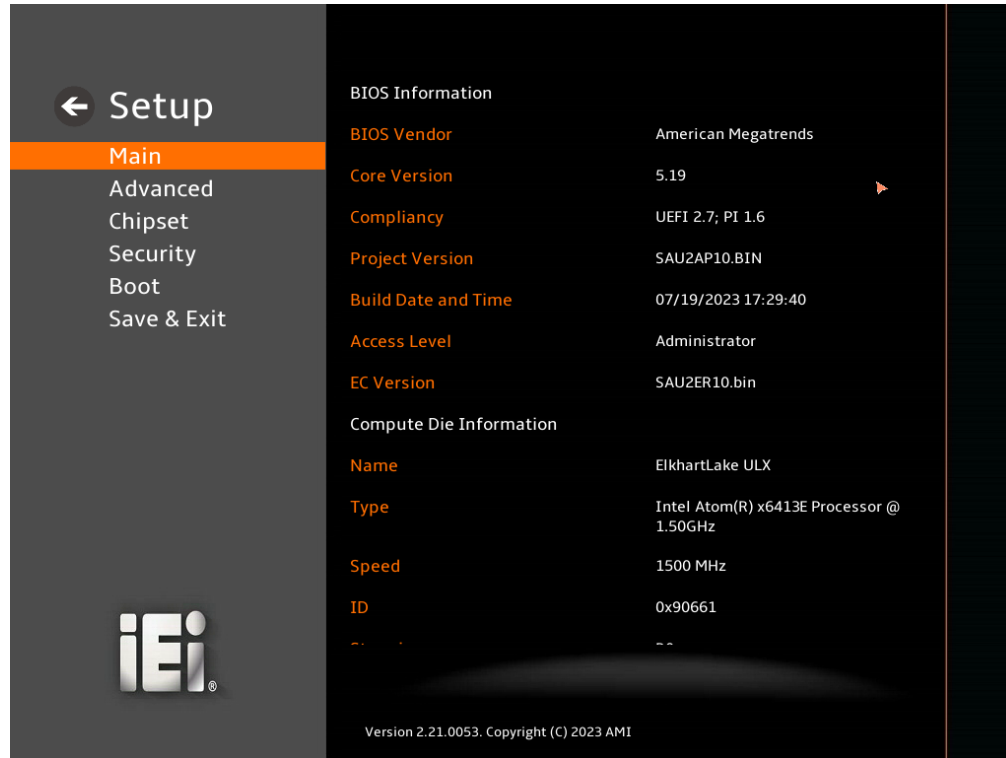 Setup
Main
Advanced
Chipset
Security
Boot
Save & Exit
iEi®
BIOS Information
BIOS Vendor American Megatrends
Core Version 5.19
Compliancy UEFI 2.7; PI 1.6
Project Version SAU2AP10.BIN
Build Date and Time 07/19/2023 17:29:40
Access Level Administrator
EC Version SAU2ER10.bin
Compute Die Information
Name ElkhartLake ULX
Type Intel Atom(R) x6413E Processor @
1.50GHz
Speed 1500 MHz
ID 0x90661
Version 2.21.0053. Copyright (C) 2023 AMI